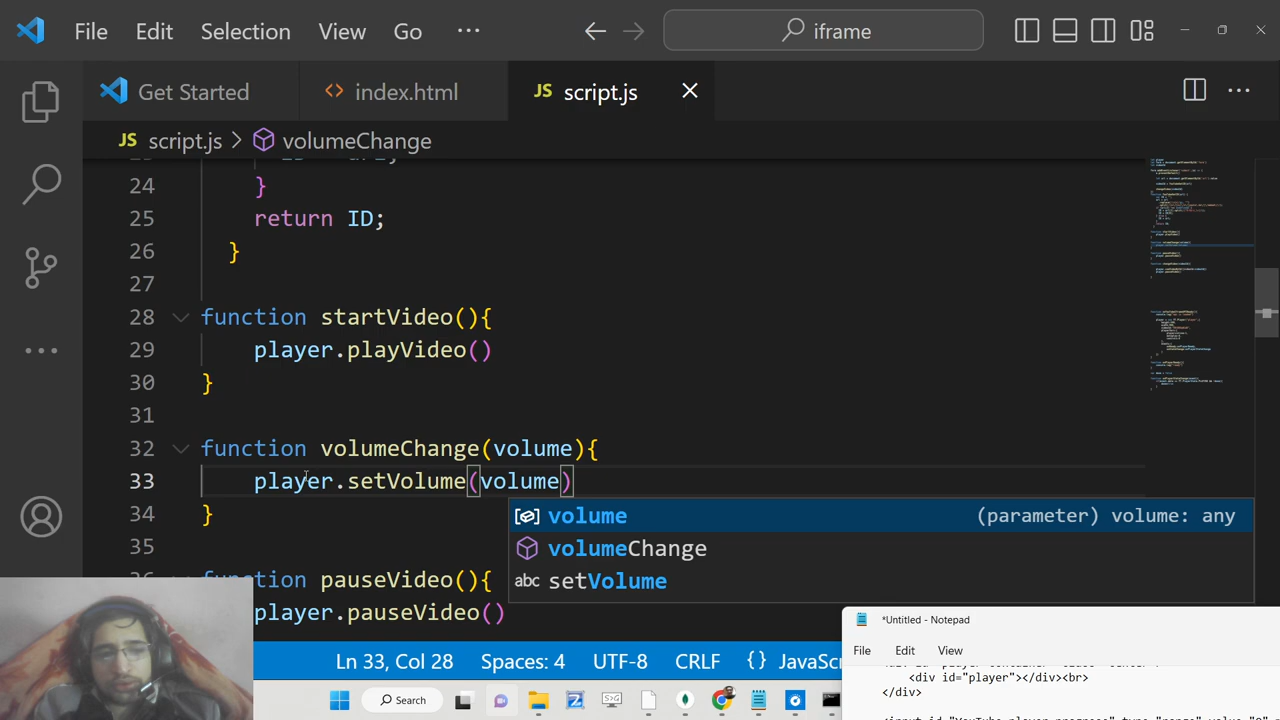 File Edit Selection View Go ··· iframe
Get Started index.html JS script.js
JS script.js > volumeChange
24 }
25 return ID;
26 }
27
28 function startVideo(){
29 player.playVideo()
30 }
31
32 function volumeChange(volume){
33 player.setVolume(volume)
volume (parameter) volume: any
34 }
volumeChange
35
abc setVolume
function pauseVideo(){
player.pauseVideo()
*Untitled - Notepad
File Edit View
<div id="player"></div><br>
</div>
Ln 33, Col 28 Spaces: 4 UTF-8 CRLF {} JavaScr
Search